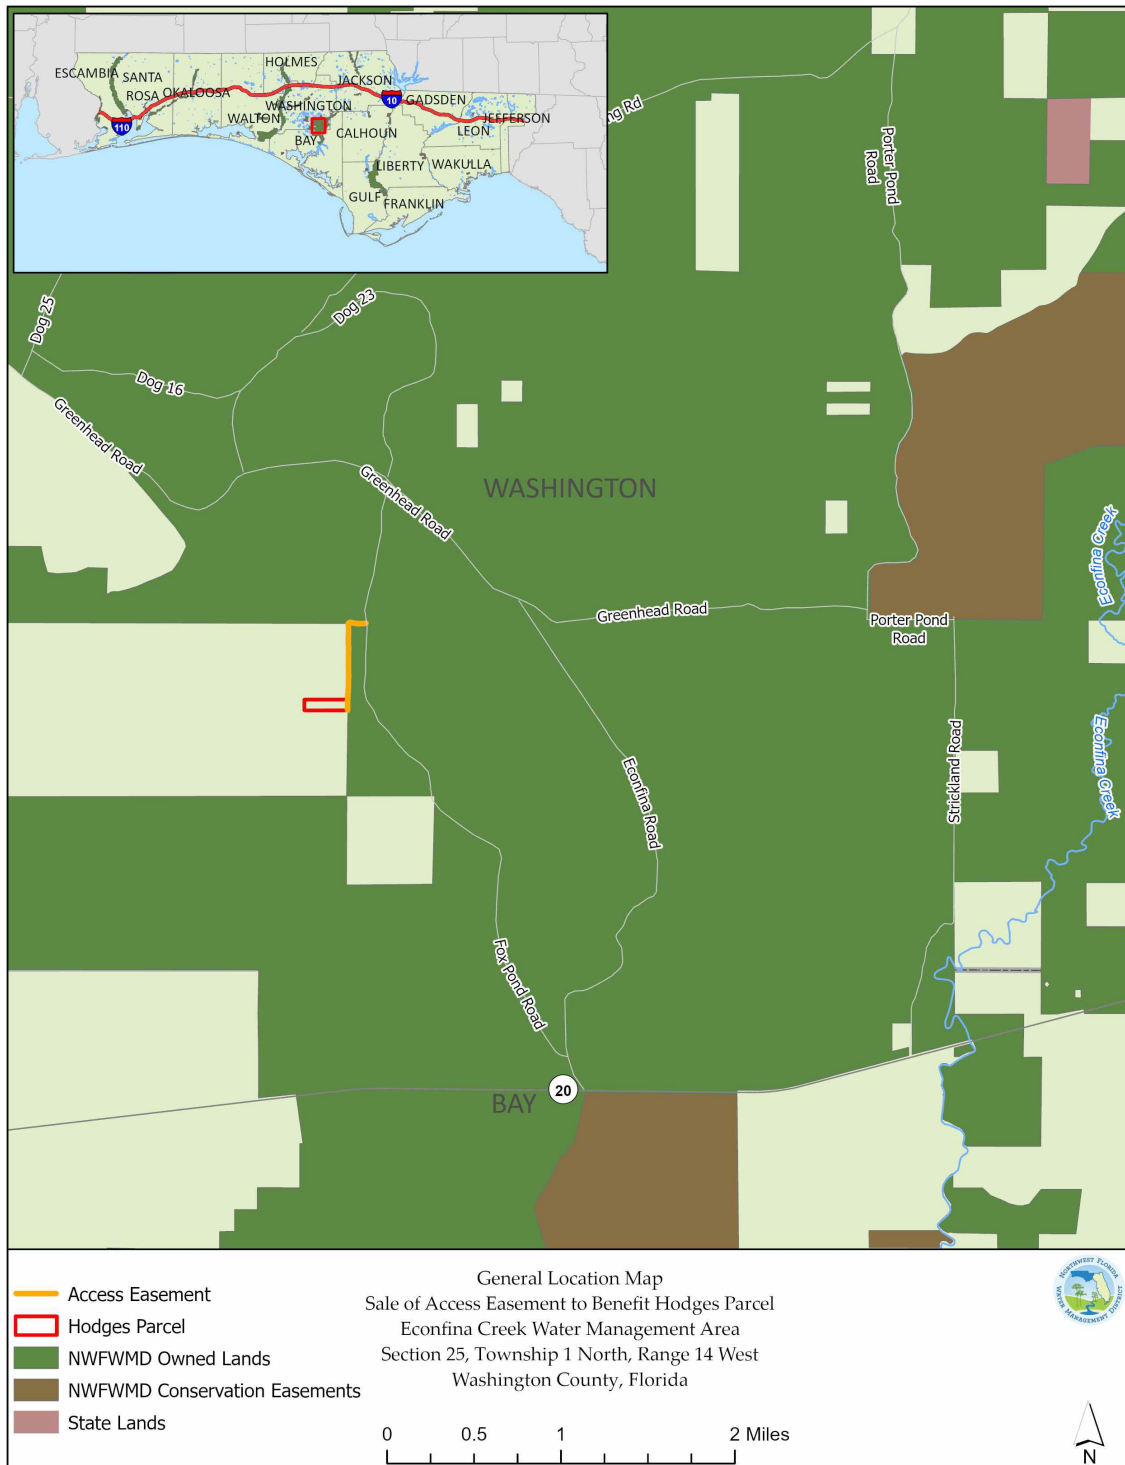 ESCAMBIA
SANTA
ROSA
OKALOOSA
HOLMES
WASHINGTON
WALTON
BAY
JACKSON
CALHOUN
GADSDEN
LEON
JEFFERSON
LIBERTY
WAKULLA
GULF
FRANKLIN
110
10
ng Rd
Porter Pond
Road
Dog 25
Dog 23
Dog 16
Greenhead Road
Greenhead Road
WASHINGTON
Greenhead Road
Porter Pond
Road
Econfina Creek
Econfina Creek
Strickland Road
Econfina Road
Fox Pond Road
20
BAY
Access Easement
Hodges Parcel
NWFWMD Owned Lands
NWFWMD Conservation Easements
State Lands
General Location Map
Sale of Access Easement to Benefit Hodges Parcel
Econfina Creek Water Management Area
Section 25, Township 1 North, Range 14 West
Washington County, Florida
0 0.5 1 2 Miles
NORTHWEST FLORIDA
WATER MANAGEMENT DISTRICT
N